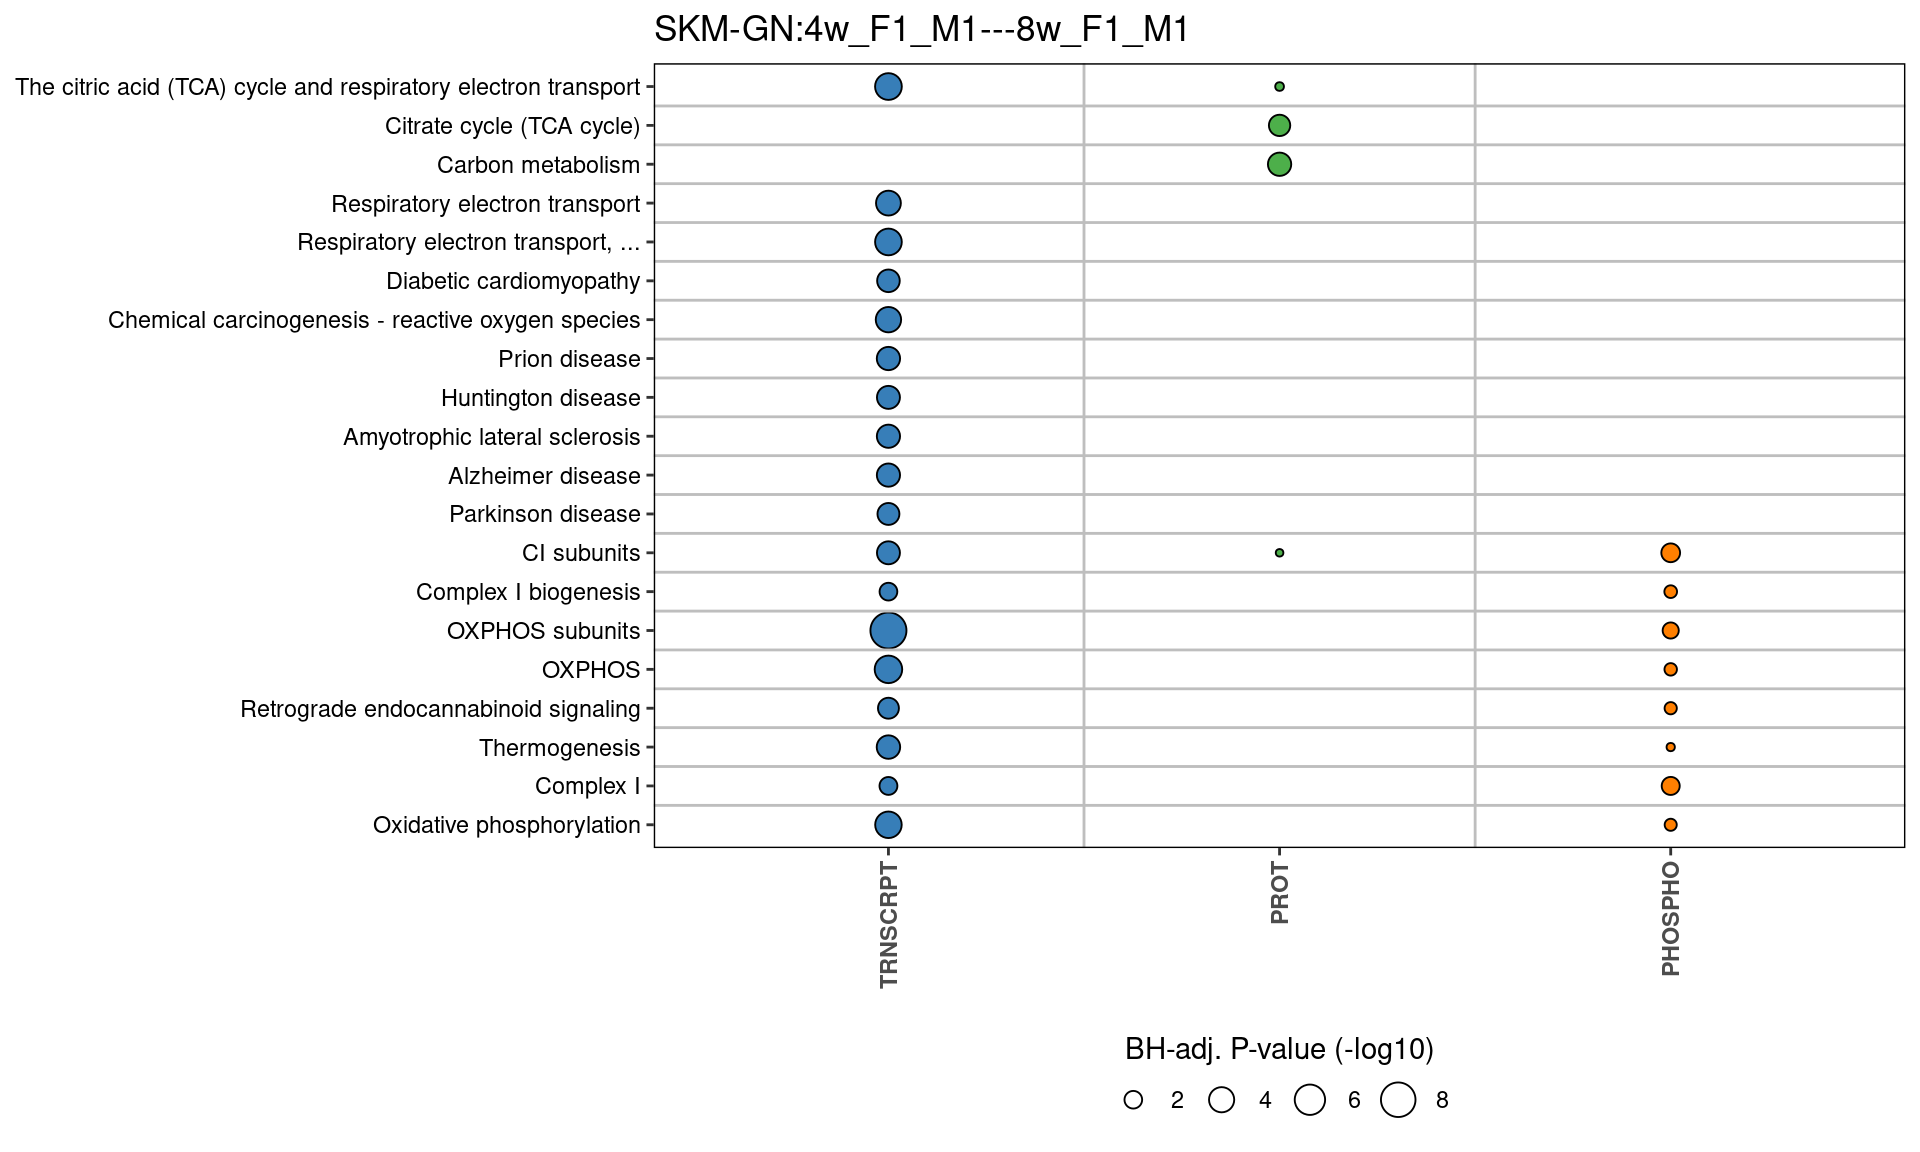 SKM-GN:4w_F1_M1---8w_F1_M1
The citric acid (TCA) cycle and respiratory electron transport
Citrate cycle (TCA cycle)
Carbon metabolism
Respiratory electron transport
Respiratory electron transport, ...
Diabetic cardiomyopathy
Chemical carcinogenesis - reactive oxygen species
Prion disease
Huntington disease
Amyotrophic lateral sclerosis
Alzheimer disease
Parkinson disease
CI subunits
Complex I biogenesis
OXPHOS subunits
OXPHOS
Retrograde endocannabinoid signaling
Thermogenesis
Complex I
Oxidative phosphorylation
TRNSCRPT
PROT
PHOSPHO
BH-adj. P-value (-log10)
2 4 6 8